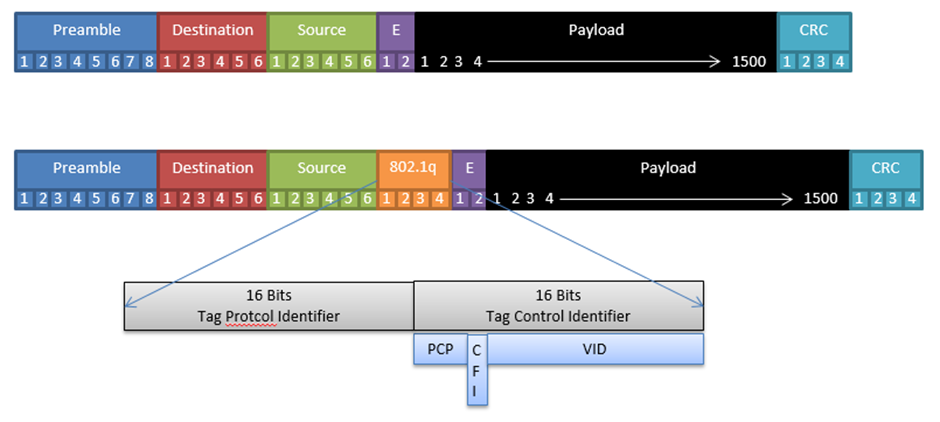 Preamble Destination Source E Payload CRC
1 2 3 4 5 6 7 8 1 2 3 4 5 6 1 2 3 4 5 6 1 2 1 2 3 4 1500 1 2 3 4
Preamble Destination Source 802.1q E Payload CRC
1 2 3 4 5 6 7 8 1 2 3 4 5 6 1 2 3 4 5 6 1 2 3 4 1 2 1 2 3 4 1500 1 2 3 4
16 Bits
Tag Protcol Identifier
16 Bits
Tag Control Identifier
PCP
C
F
I
VID